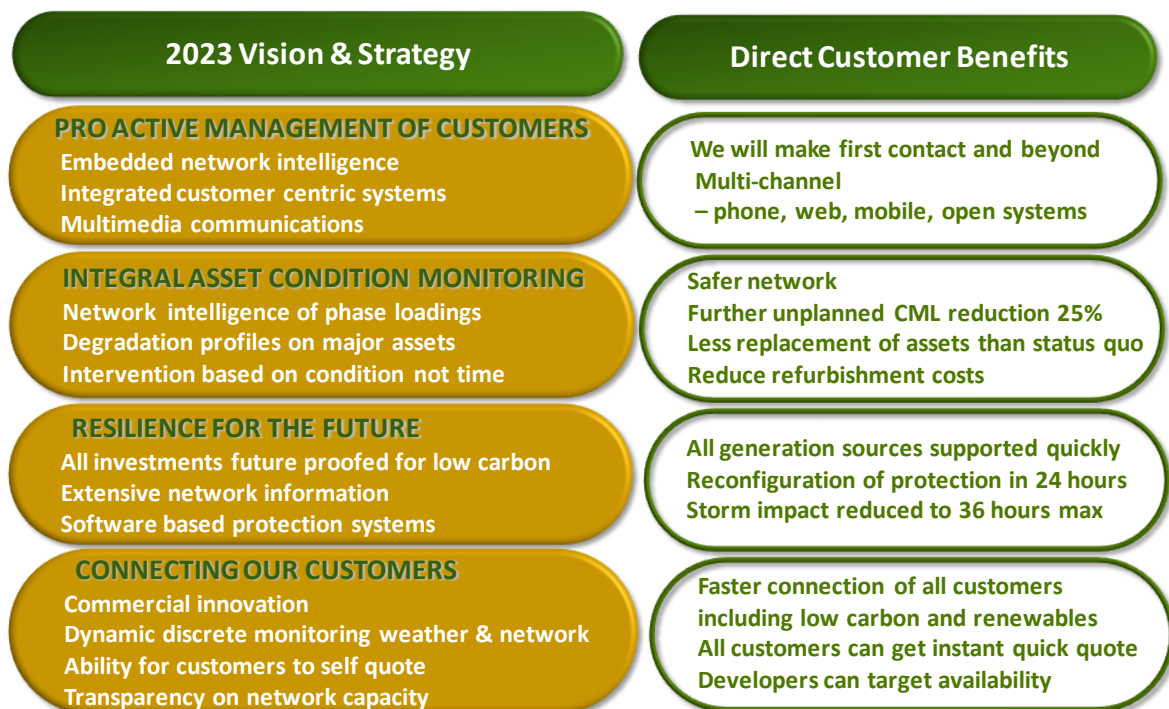 2023 Vision & Strategy
Direct Customer Benefits
PRO ACTIVE MANAGEMENT OF CUSTOMERS
Embedded network intelligence
Integrated customer centric systems
Multimedia communications
We will make first contact and beyond
Multi-channel
– phone, web, mobile, open systems
INTEGRAL ASSET CONDITION MONITORING
Network intelligence of phase loadings
Degradation profiles on major assets
Intervention based on condition not time
Safer network
Further unplanned CML reduction 25%
Less replacement of assets than status quo
Reduce refurbishment costs
RESILIENCE FOR THE FUTURE
All investments future proofed for low carbon
Extensive network information
Software based protection systems
All generation sources supported quickly
Reconfiguration of protection in 24 hours
Storm impact reduced to 36 hours max
CONNECTING OUR CUSTOMERS
Commercial innovation
Dynamic discrete monitoring weather & network
Ability for customers to self quote
Transparency on network capacity
Faster connection of all customers
including low carbon and renewables
All customers can get instant quick quote
Developers can target availability